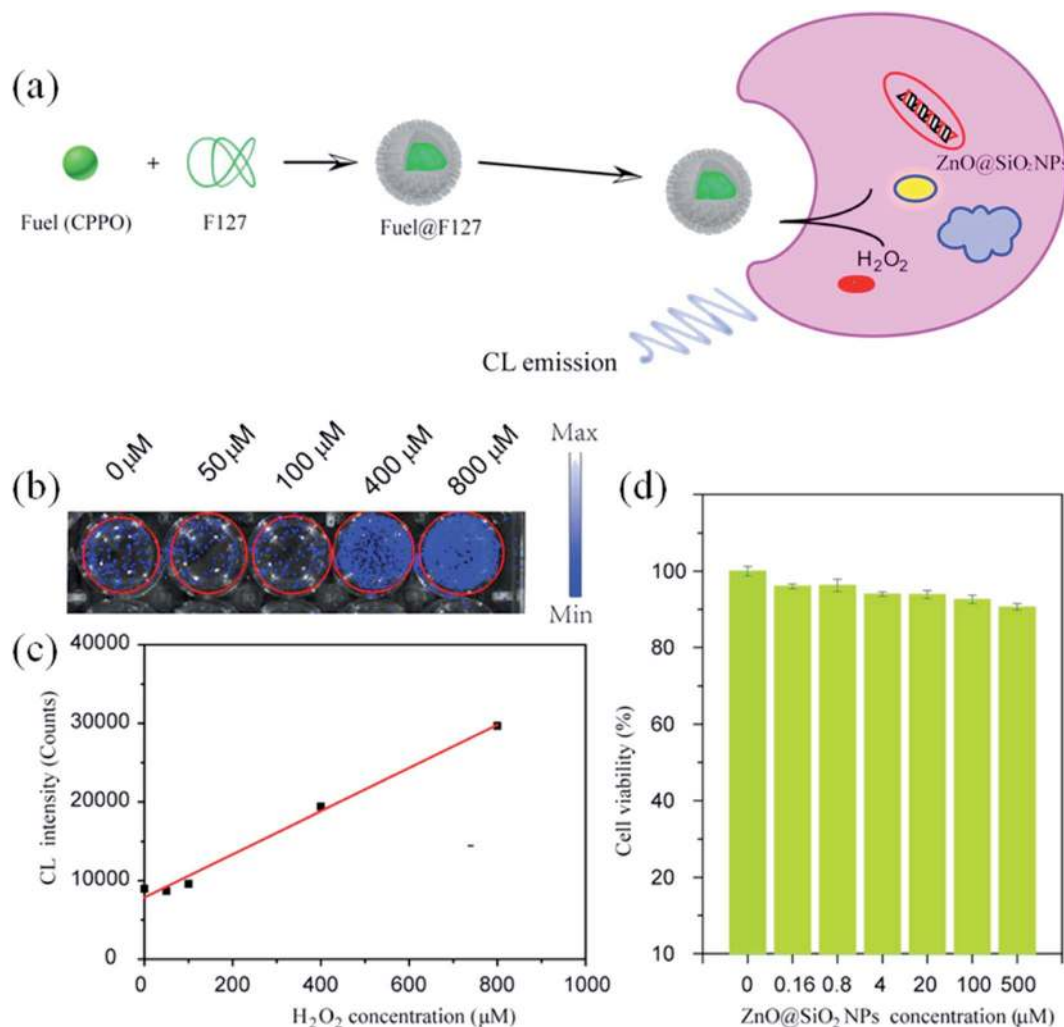 (a)
Fuel (CPPO)
+
F127
Fuel@F127
ZnO@SiO₂NPs
H₂O₂
CL emission
(b)
0 μM
50 μM
100 μM
400 μM
800 μM
Max
Min
(c)
CL intensity (Counts)
40000
30000
20000
10000
0
0 200 400 600 800 1000
H₂O₂ concentration (μM)
(d)
Cell viability (%)
100
80
60
40
20
10
0 0.16 0.8 4 20 100 500
ZnO@SiO₂ NPs concentration (μM)